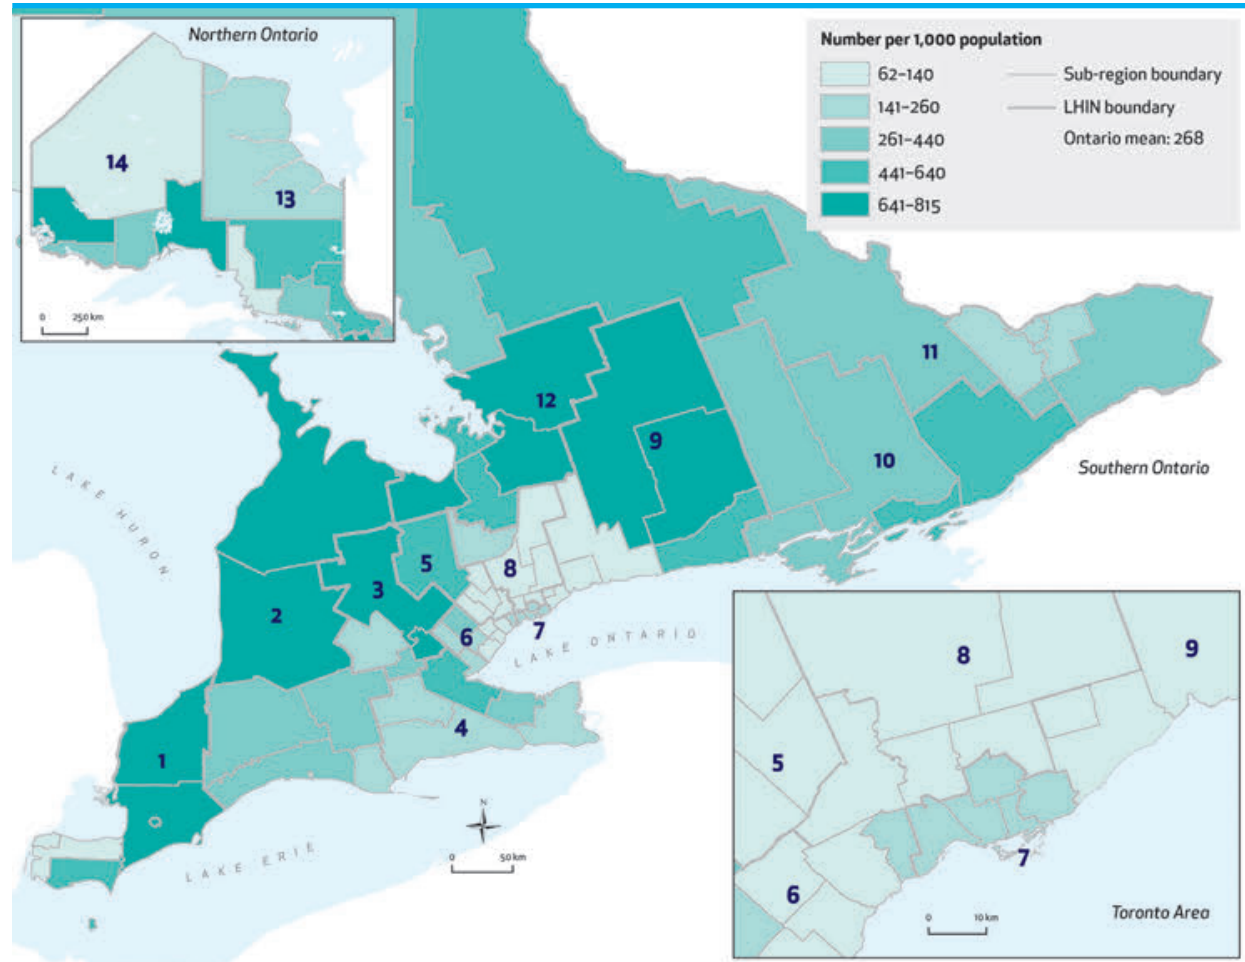 Northern Ontario
14
13
0 250 km
Number per 1,000 population
62–140
141–260
261–440
441–640
641–815
Sub-region boundary
LHIN boundary
Ontario mean: 268
11
12
9
10
Southern Ontario
LAKE HURON
5
8
3
2
6
7
LAKE ONTARIO
4
1
N
0 50 km
LAKE ERIE
8
9
5
7
6
0 10 km
Toronto Area